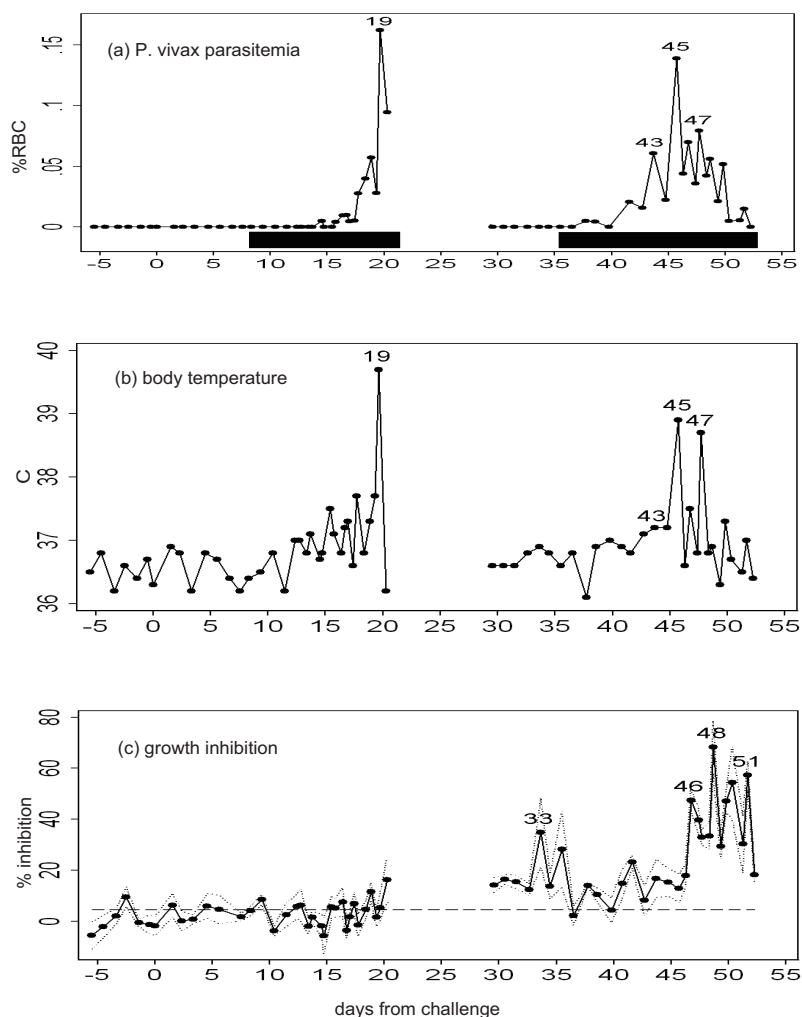 (a) P. vivax parasitemia
%RBC
.15
.1
.05
0
19
43
45
47
-5 0 5 10 15 20 25 30 35 40 45 50 55
(b) body temperature
C
40
39
38
37
36
19
43
45
47
-5 0 5 10 15 20 25 30 35 40 45 50 55
(c) growth inhibition
% inhibition
80
60
40
20
0
33
46
48
51
-5 0 5 10 15 20 25 30 35 40 45 50 55
days from challenge